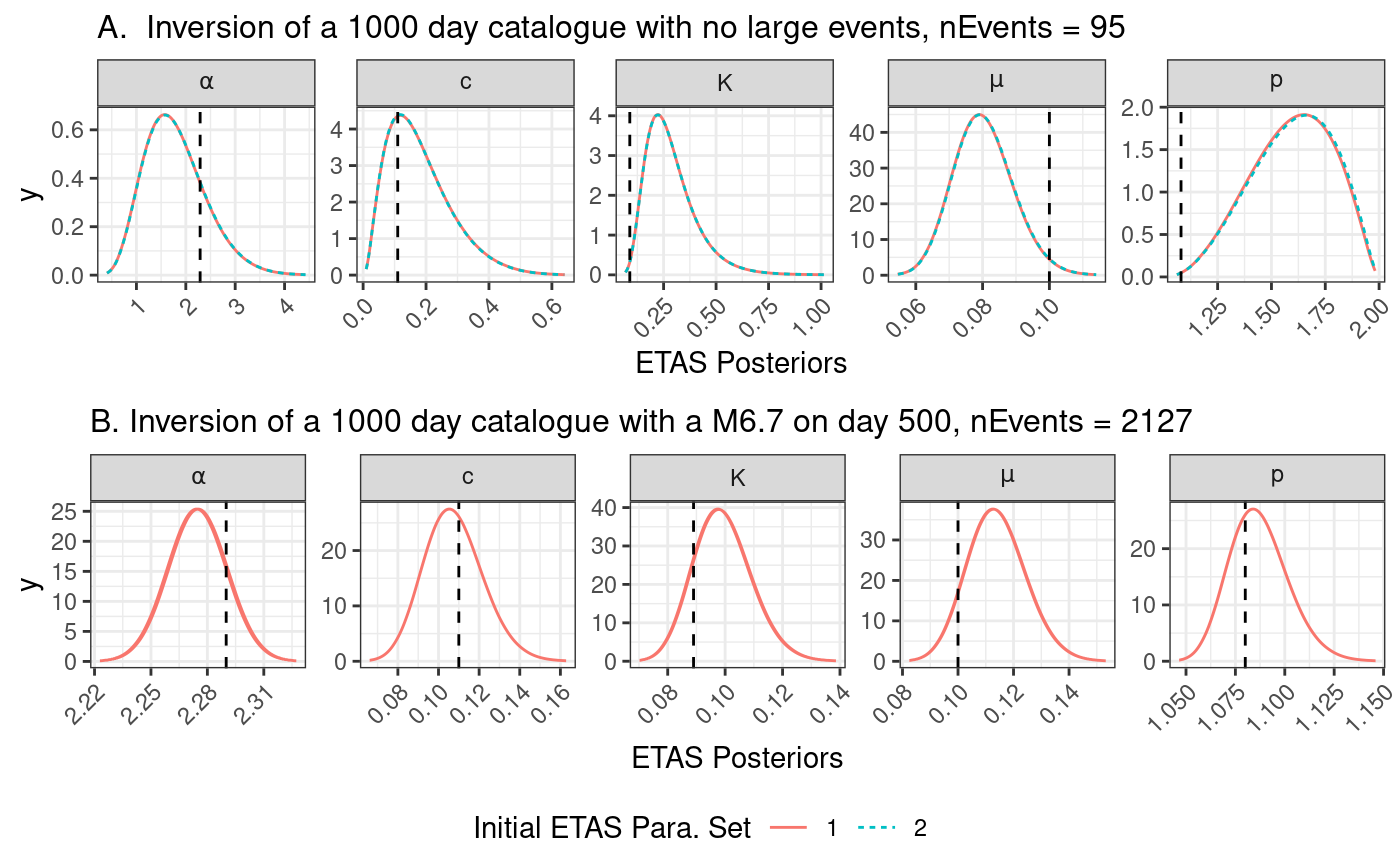 A. Inversion of a 1000 day catalogue with no large events, nEvents = 95
α c K μ p
y
0.0 0.2 0.4 0.6
1 2 3 4
0 1 2 3 4
0.0 0.2 0.4 0.6
0 1 2 3 4
0.25 0.50 0.75 1.00
0 10 20 30 40
0.06 0.08 0.10
0.0 0.5 1.0 1.5 2.0
1.25 1.50 1.75 2.00
ETAS Posteriors
B. Inversion of a 1000 day catalogue with a M6.7 on day 500, nEvents = 2127
α c K μ p
y
0 5 10 15 20 25
2.22 2.25 2.28 2.31
0 10 20
0.08 0.10 0.12 0.14 0.16
0 10 20 30 40
0.08 0.10 0.12 0.14
0 10 20 30
0.08 0.10 0.12 0.14
0 10 20
1.050 1.075 1.100 1.125 1.150
ETAS Posteriors
Initial ETAS Para. Set 1 2